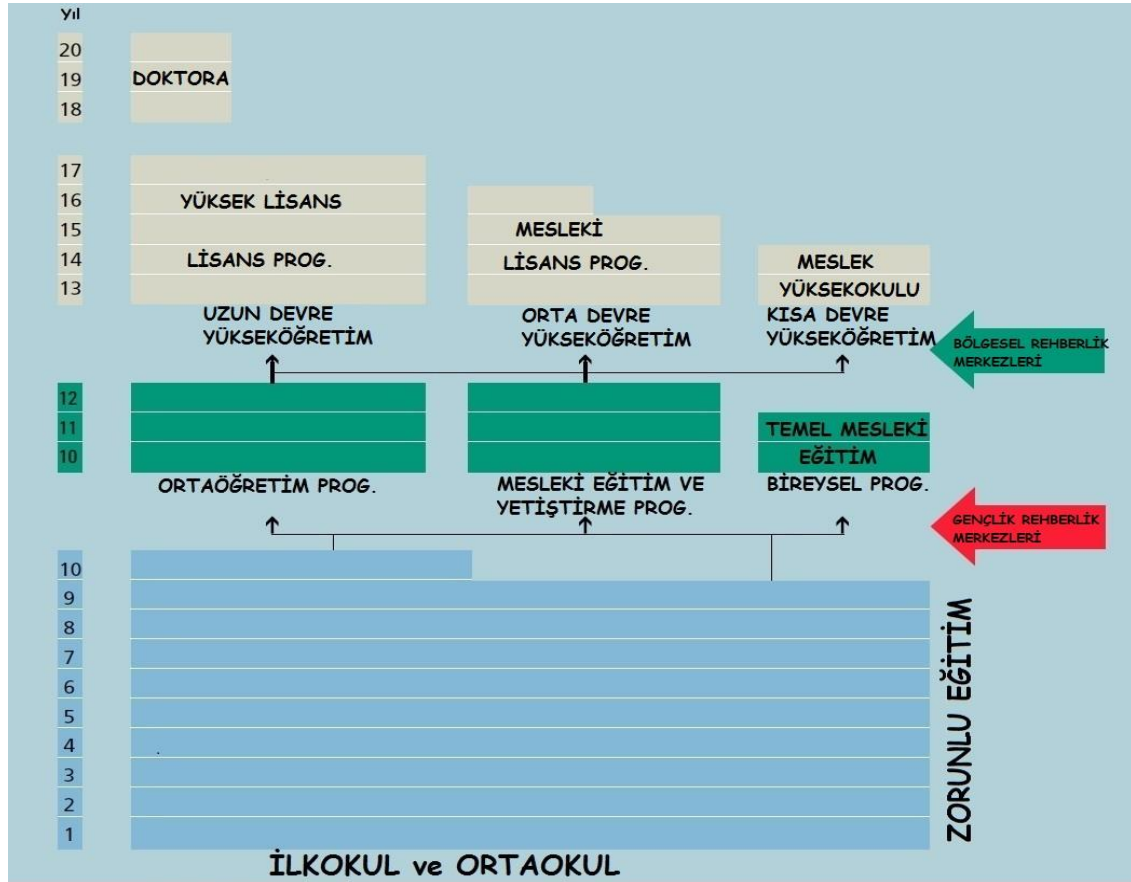 Yıl
20
19
DOKTORA
18
17
16
YÜKSEK LİSANS
15
MESLEKİ
14
LİSANS PROG.
LİSANS PROG.
MESLEK
13
YÜKSEKOKULU
UZUN DEVRE
YÜKSEKÖĞRETİM
ORTA DEVRE
YÜKSEKÖĞRETİM
KISA DEVRE
YÜKSEKÖĞRETİM
BÖLGESEL REHBERLİK
MERKEZLERİ
12
11
TEMEL MESLEKİ
10
EĞİTİM
ORTAÖĞRETİM PROG.
MESLEKİ EĞİTİM VE
YETİŞTİRME PROG.
BİREYSEL PROG.
GENÇLİK REHBERLİK
MERKEZLERİ
10
9
8
7
6
5
4
3
2
1
ZORUNLU EĞİTİM
İLKOKUL ve ORTAOKUL